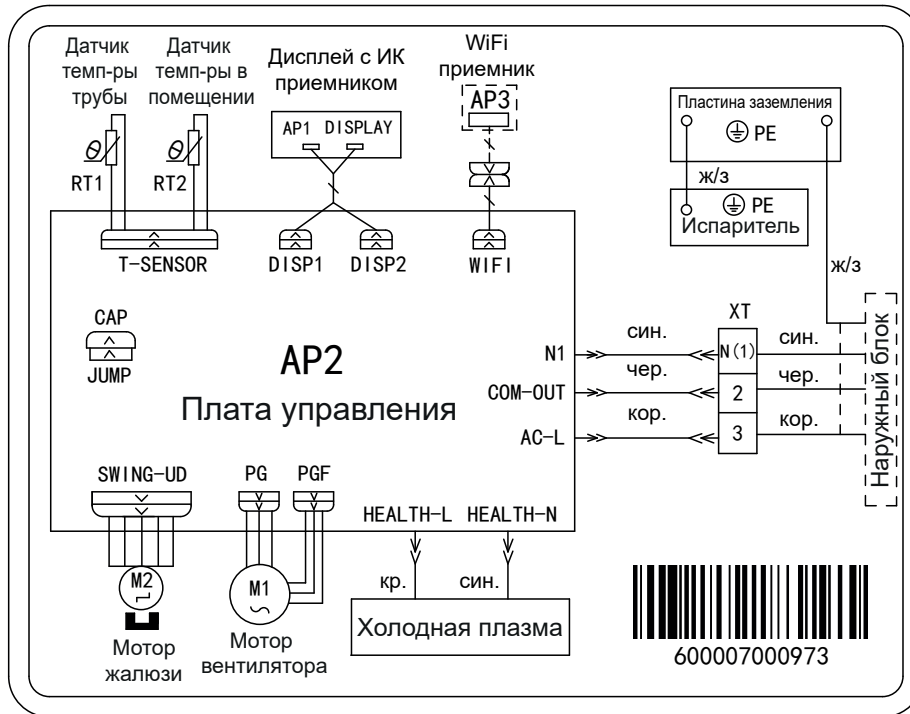 Датчик
темп-ры
трубы
Датчик
темп-ры в
помещении
Дисплей с ИК
приемником
WiFi
приемник
AP3
AP1 DISPLAY
Пластина заземления
PE
ж/з
PE
Испаритель
ж/з
θ
RT1
θ
RT2
T-SENSOR
DISP1
DISP2
WIFI
CAP
JUMP
AP2
Плата управления
N1
COM-OUT
AC-L
син.
чер.
кор.
XT
N(1)
2
3
син.
чер.
кор.
Наружный блок
SWING-UD
PG
PGF
HEALTH-L
HEALTH-N
M2
Мотор
жалюзи
M1
Мотор
вентилятора
кр.
син.
Холодная плазма
600007000973